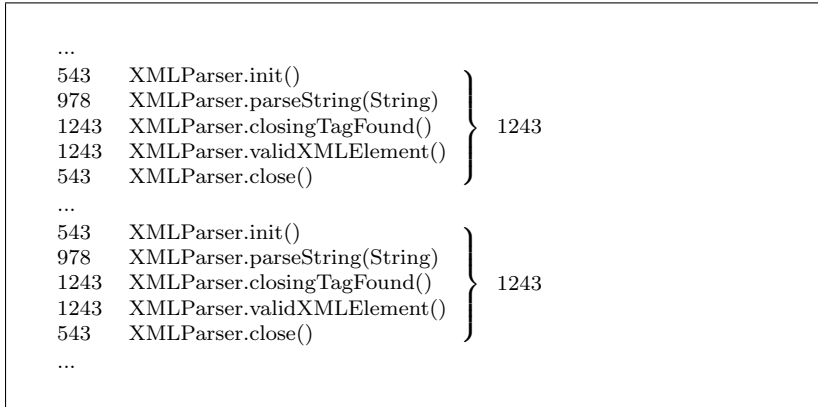 ...
543 XMLParser.init()
978 XMLParser.parseString(String)
1243 XMLParser.closingTagFound() 1243
1243 XMLParser.validXMLElement()
543 XMLParser.close()
...
543 XMLParser.init()
978 XMLParser.parseString(String)
1243 XMLParser.closingTagFound() 1243
1243 XMLParser.validXMLElement()
543 XMLParser.close()
...